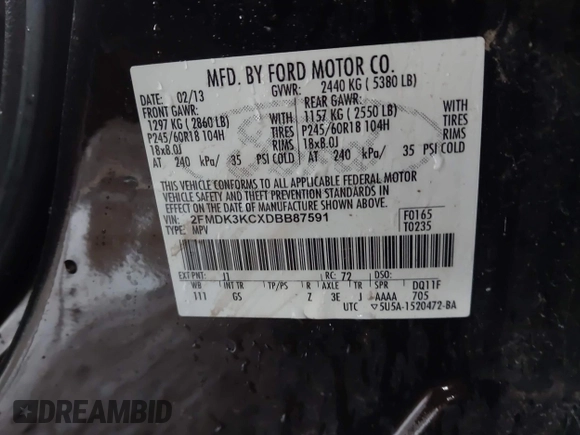 MFD. BY FORD MOTOR CO.
DATE: 02/13 GVWR: 2440 KG ( 5380 LB)
FRONT GAWR: REAR GAWR:
1297 KG ( 2860 LB) 1157 KG ( 2550 LB)
P245/60R18 104H TIRES P245/60R18 104H TIRES
18x8.0J RIMS 18x8.0J RIMS
AT 240 kPa/ 35 PSI COLD AT 240 kPa/ 35 PSI COLD
THIS VEHICLE CONFORMS TO ALL APPLICABLE FEDERAL MOTOR
VEHICLE SAFETY AND THEFT PREVENTION STANDARDS
IN EFFECT ON THE DATE OF MANUFACTURE SHOWN ABOVE.
VIN: 2FMDK3KCXDBB87591 F0165
TYPE: MPV T0235
EXT PNT: J1 RC: 72 DSO:
WB INT TR TP/PS R AXLE TR SPR DQ11F
111 GS Z 3E J AAAA 705
UTC 5U5A-1520472-BA
DREAMBID